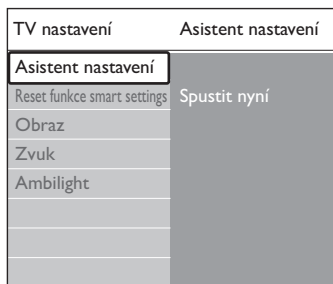 TV nastavení
Asistent nastavení
Asistent nastavení
Reset funkce smart settings
Spustit nyní
Obraz
Zvuk
Ambilight